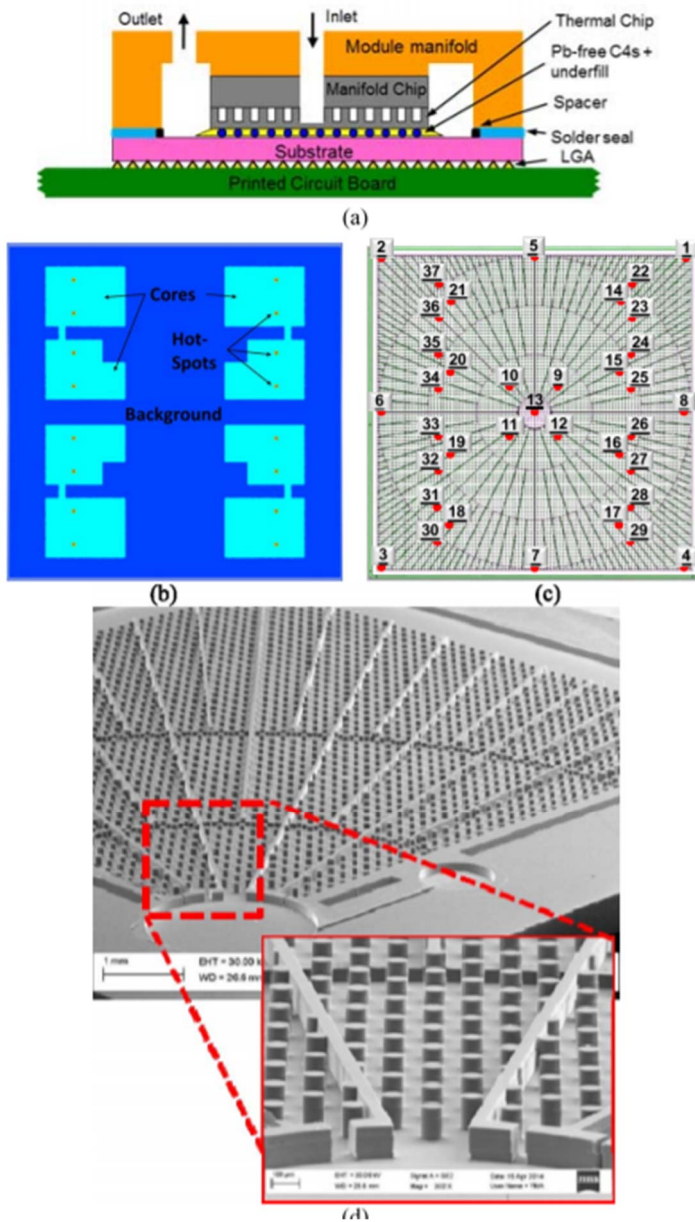 Outlet
Inlet
Thermal Chip
Module manifold
Pb-free C4s +
underfill
Manifold Chip
Spacer
Solder seal
Substrate
LGA
Printed Circuit Board
(a)
Cores
Hot-
Spots
Background
(b)
2 5 1
37 22
21 14
36 23
35 24
20 15
34 25
10 9
6 13 8
11 12
33 26
19 16
32 27
31 28
18 17
30 29
3 7 4
(c)
1 mm
EHT = 30.00 k
WD = 26.6 m
(d)